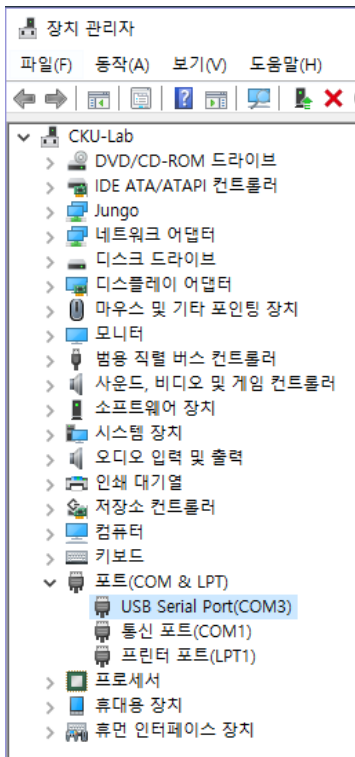 장치 관리자
파일(F) 동작(A) 보기(V) 도움말(H)
CKU-Lab
DVD/CD-ROM 드라이브
IDE ATA/ATAPI 컨트롤러
Jungo
네트워크 어댑터
디스크 드라이브
디스플레이 어댑터
마우스 및 기타 포인팅 장치
모니터
범용 직렬 버스 컨트롤러
사운드, 비디오 및 게임 컨트롤러
소프트웨어 장치
시스템 장치
오디오 입력 및 출력
인쇄 대기열
저장소 컨트롤러
컴퓨터
키보드
포트(COM & LPT)
USB Serial Port(COM3)
통신 포트(COM1)
프린터 포트(LPT1)
프로세서
휴대용 장치
휴먼 인터페이스 장치